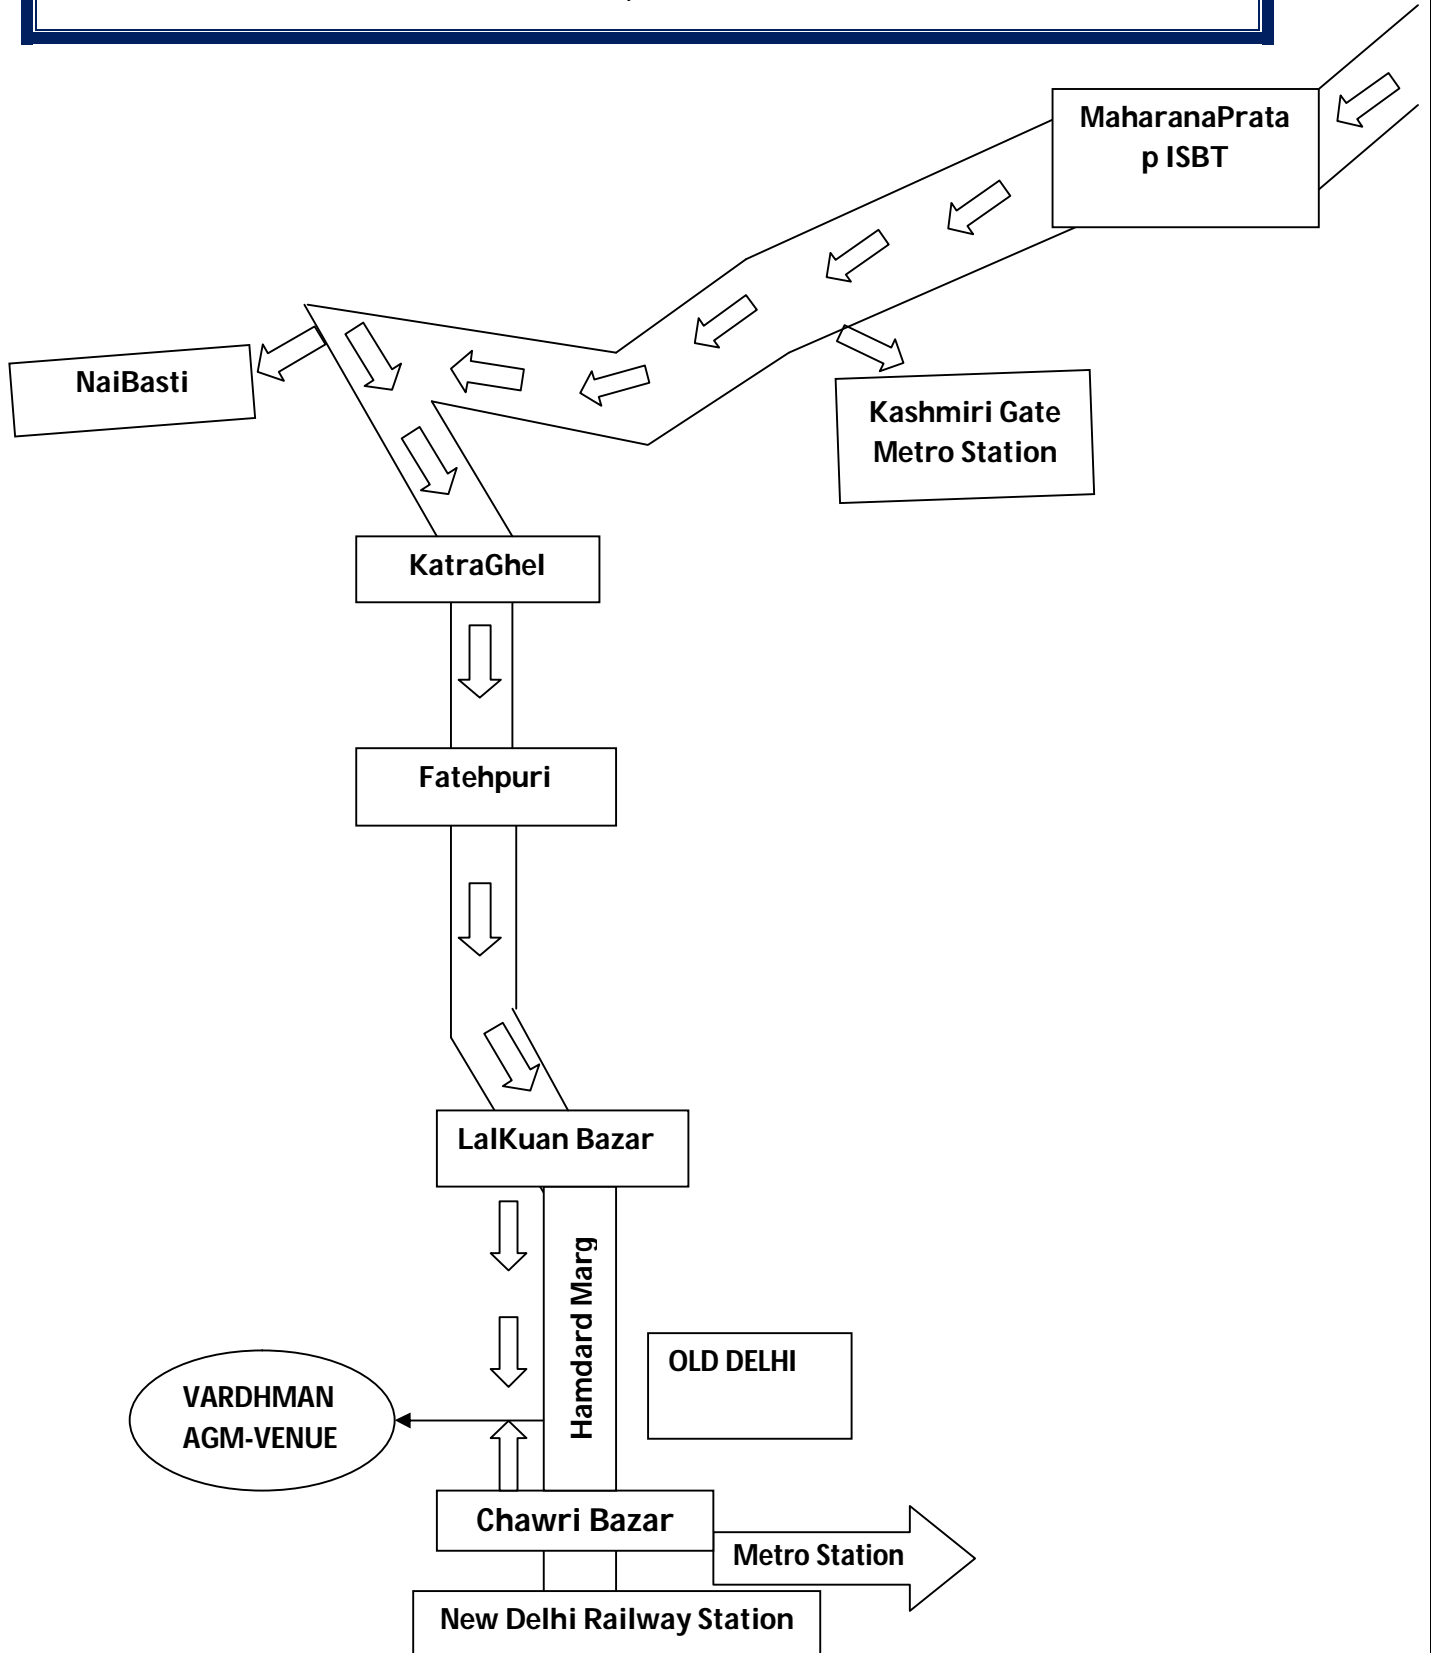 MaharanaPrata
p ISBT
NaiBasti
Kashmiri Gate
Metro Station
KatraGhel
Fatehpuri
LalKuan Bazar
Hamdard Marg
OLD DELHI
VARDHMAN
AGM-VENUE
Chawri Bazar
Metro Station
New Delhi Railway Station